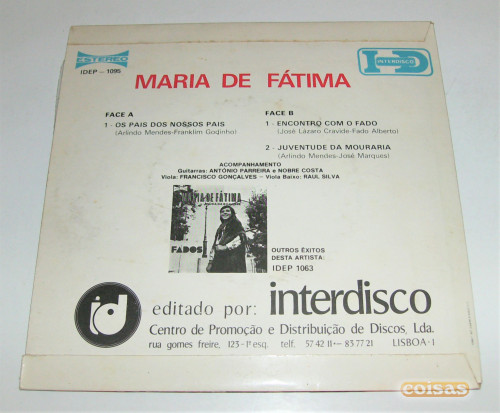 ESTEREO
IDEP - 1095
INTERDISCO
MARIA DE FÁTIMA
FACE A
1 - OS PAIS DOS NOSSOS PAIS
(Arlindo Mendes-Franklim Godinho)
FACE B
1 - ENCONTRO COM O FADO
(José Lázaro Cravide-Fado Alberto)
2 - JUVENTUDE DA MOURARIA
(Arlindo Mendes-José Marques)
ACOMPANHAMENTO
Guitarras: ANTÓNIO PARREIRA e NOBRE COSTA
Viola: FRANCISCO GONÇALVES - Viola Baixo: RAUL SILVA
MARIA DE FÁTIMA
FADOS
OUTROS ÊXITOS
DESTA ARTISTA:
IDEP 1063
id
editado por: interdisco
Centro de Promoção e Distribuição de Discos, Lda.
rua gomes freire, 123-1º esq. telf. 57 42 11 - 83 77 21 LISBOA-1
coisas